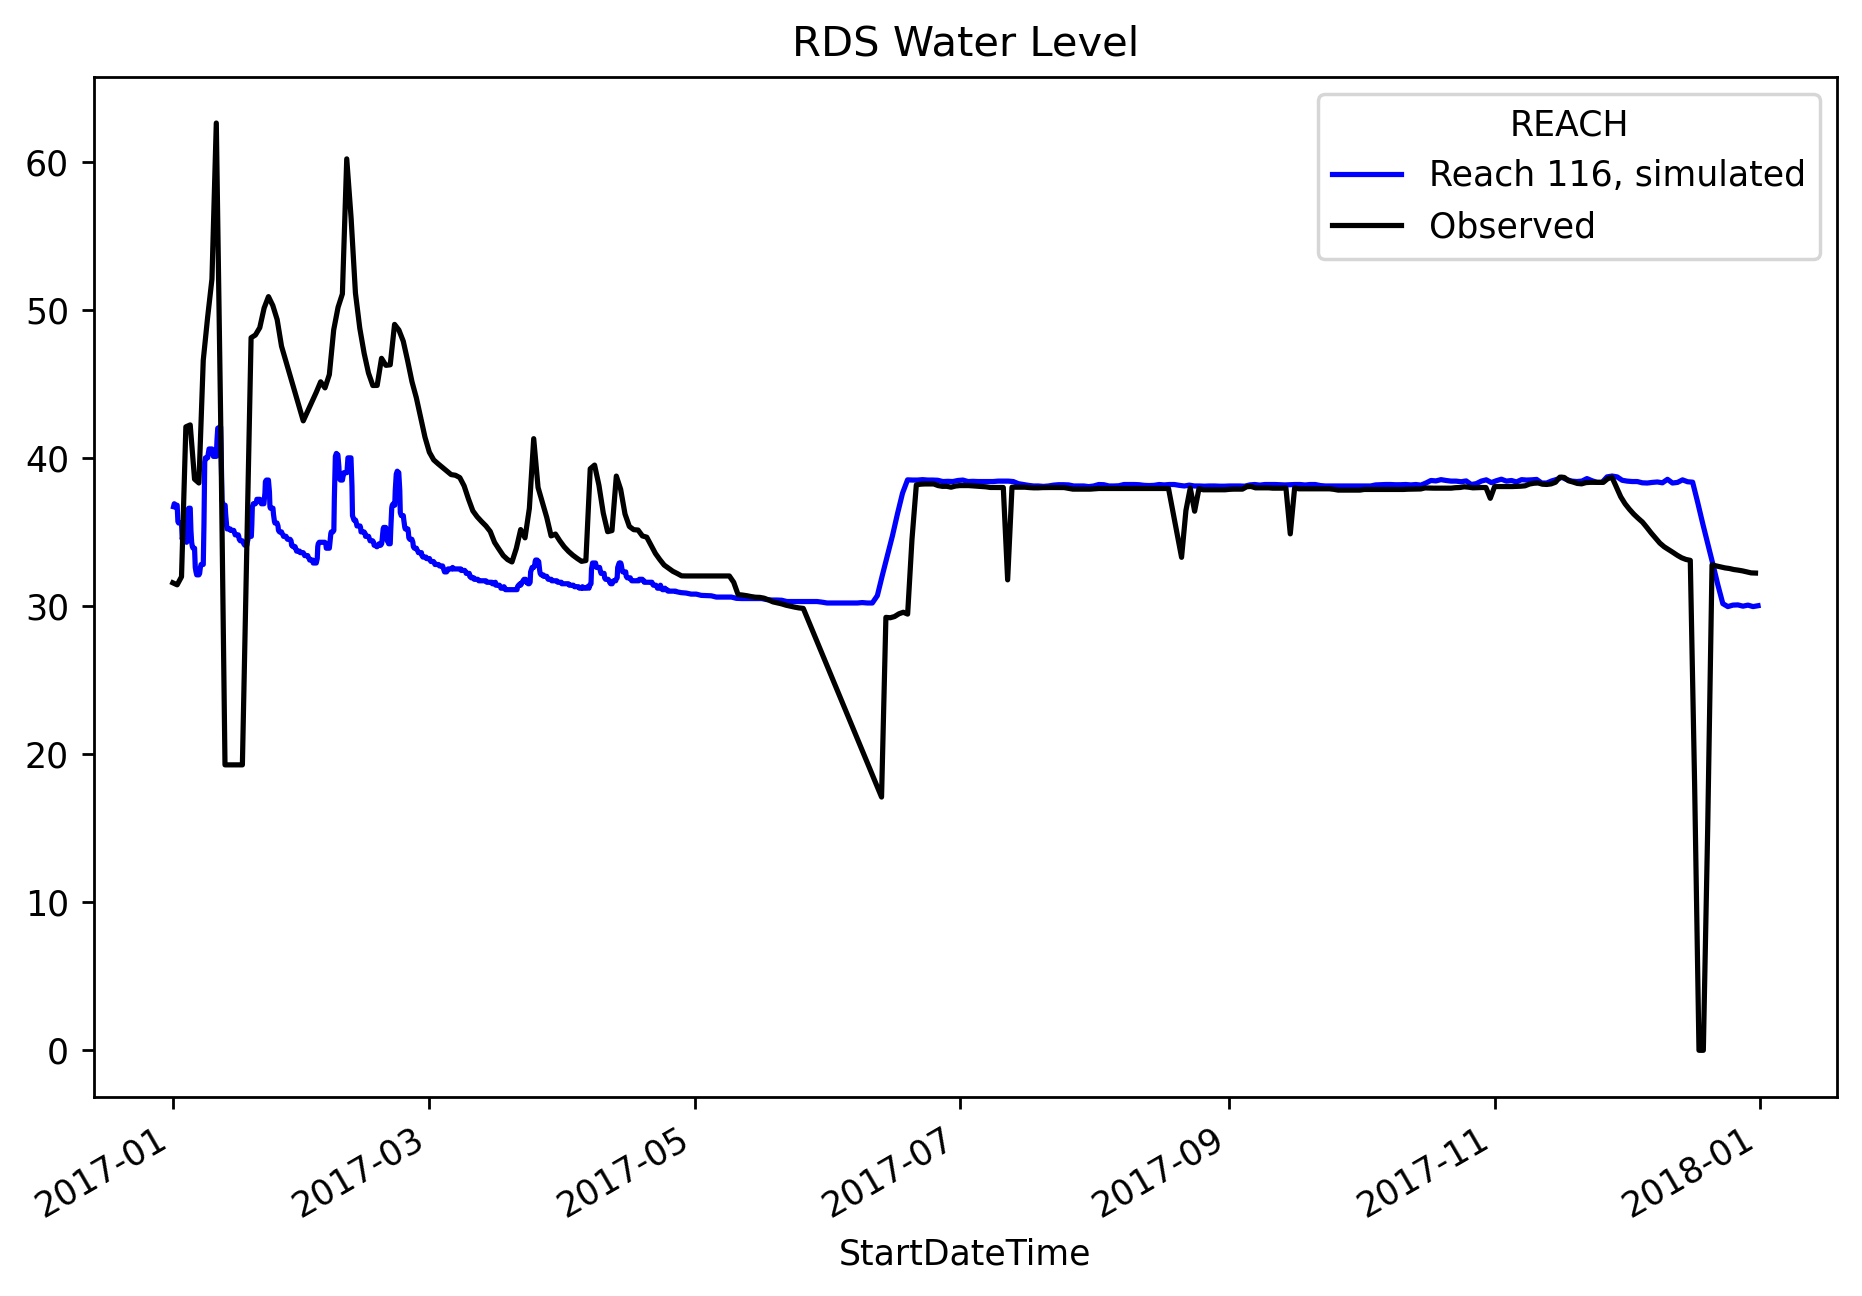 RDS Water Level
REACH
Reach 116, simulated
Observed
60
50
40
30
20
10
0
2017-01
2017-03
2017-05
2017-07
2017-09
2017-11
2018-01
StartDateTime